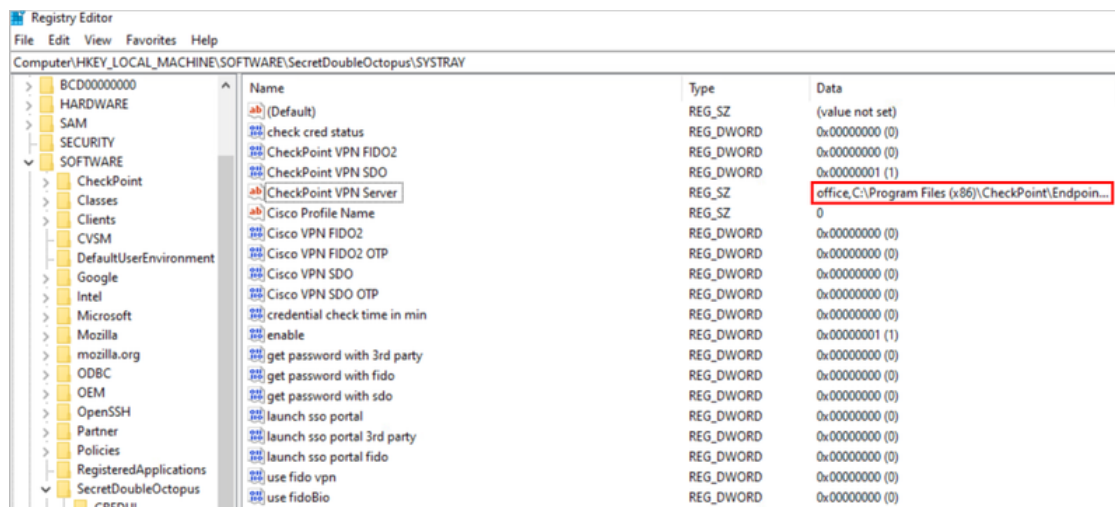 Registry Editor
File Edit View Favorites Help
Computer\HKEY_LOCAL_MACHINE\SOFTWARE\SecretDoubleOctopus\SYSTRAY
BCD00000000
HARDWARE
SAM
SECURITY
SOFTWARE
CheckPoint
Classes
Clients
CVSM
DefaultUserEnvironment
Google
Intel
Microsoft
Mozilla
mozilla.org
ODBC
OEM
OpenSSH
Partner
Policies
RegisteredApplications
SecretDoubleOctopus
Name Type Data
(Default) REG_SZ (value not set)
check cred status REG_DWORD 0x00000000 (0)
CheckPoint VPN FIDO2 REG_DWORD 0x00000000 (0)
CheckPoint VPN SDO REG_DWORD 0x00000001 (1)
CheckPoint VPN Server REG_SZ office,C:\Program Files (x86)\CheckPoint\Endpoin...
Cisco Profile Name REG_SZ 0
Cisco VPN FIDO2 REG_DWORD 0x00000000 (0)
Cisco VPN FIDO2 OTP REG_DWORD 0x00000000 (0)
Cisco VPN SDO REG_DWORD 0x00000000 (0)
Cisco VPN SDO OTP REG_DWORD 0x00000000 (0)
credential check time in min REG_DWORD 0x00000000 (0)
enable REG_DWORD 0x00000001 (1)
get password with 3rd party REG_DWORD 0x00000000 (0)
get password with fido REG_DWORD 0x00000000 (0)
get password with sdo REG_DWORD 0x00000000 (0)
launch sso portal REG_DWORD 0x00000000 (0)
launch sso portal 3rd party REG_DWORD 0x00000000 (0)
launch sso portal fido REG_DWORD 0x00000000 (0)
use fido vpn REG_DWORD 0x00000000 (0)
use fidoBio REG_DWORD 0x00000000 (0)